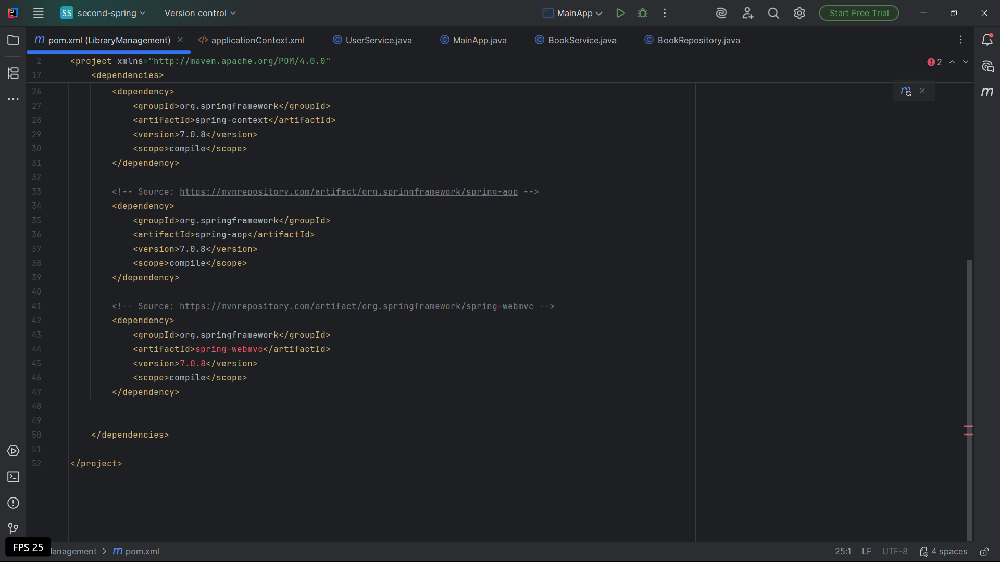 SS second-spring Version control MainApp Start Free Trial
m pom.xml (LibraryManagement) </> applicationContext.xml C UserService.java C MainApp.java C BookService.java C BookRepository.java
2 <project xmlns="http://maven.apache.org/POM/4.0.0" 2
17 <dependencies>
26 <dependency>
27 <groupId>org.springframework</groupId>
28 <artifactId>spring-context</artifactId>
29 <version>7.0.8</version>
30 <scope>compile</scope>
31 </dependency>
32
33 <!-- Source: https://mvnrepository.com/artifact/org.springframework/spring-aop -->
34 <dependency>
35 <groupId>org.springframework</groupId>
36 <artifactId>spring-aop</artifactId>
37 <version>7.0.8</version>
38 <scope>compile</scope>
39 </dependency>
40
41 <!-- Source: https://mvnrepository.com/artifact/org.springframework/spring-webmvc -->
42 <dependency>
43 <groupId>org.springframework</groupId>
44 <artifactId>spring-webmvc</artifactId>
45 <version>7.0.8</version>
46 <scope>compile</scope>
47 </dependency>
48
49
50 </dependencies>
51
52 </project>
FPS 25 anagement > m pom.xml 25:1 LF UTF-8 4 spaces